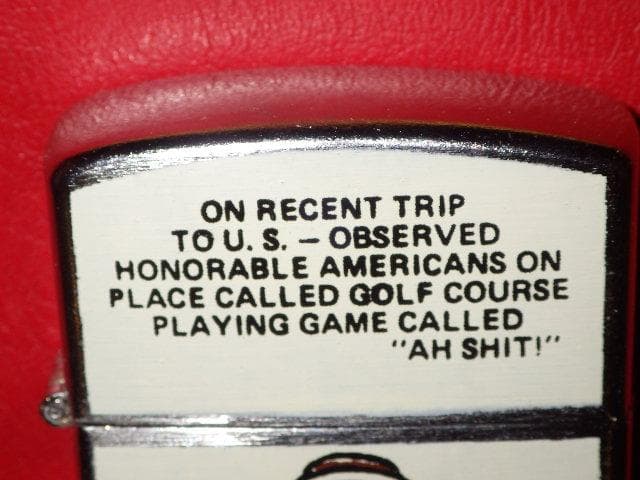 ON RECENT TRIP
TO U. S. – OBSERVED
HONORABLE AMERICANS ON
PLACE CALLED GOLF COURSE
PLAYING GAME CALLED
"AH SHIT!"